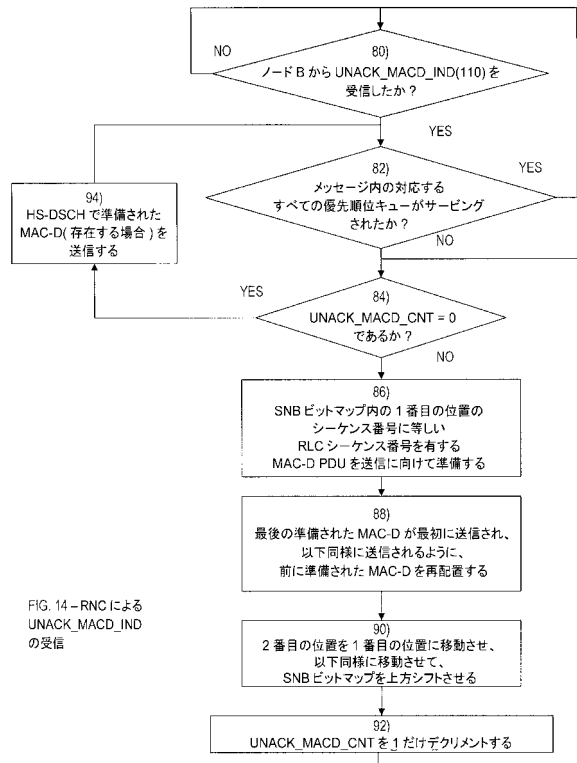 NO
80)
ノード B から UNACK_MACD_IND(110) を
受信したか？
YES
82)
メッセージ内の対応する
すべての優先順位キューがサービング
されたか？
YES
NO
94)
HS-DSCH で準備された
MAC-D( 存在する場合 ) を
送信する
YES
84)
UNACK_MACD_CNT = 0
であるか？
NO
86)
SNB ビットマップ内の 1 番目の位置の
シーケンス番号に等しい
RLC シーケンス番号を有する
MAC-D PDU を送信に向けて準備する
88)
最後の準備された MAC-D が最初に送信され、
以下同様に送信されるように、
前に準備された MAC-D を再配置する
FIG. 14 – RNC による
UNACK_MACD_IND
の受信
90)
2 番目の位置を 1 番目の位置に移動させ、
以下同様に移動させて、
SNB ビットマップを上方シフトさせる
92)
UNACK_MACD_CNT を 1 だけデクリメントする